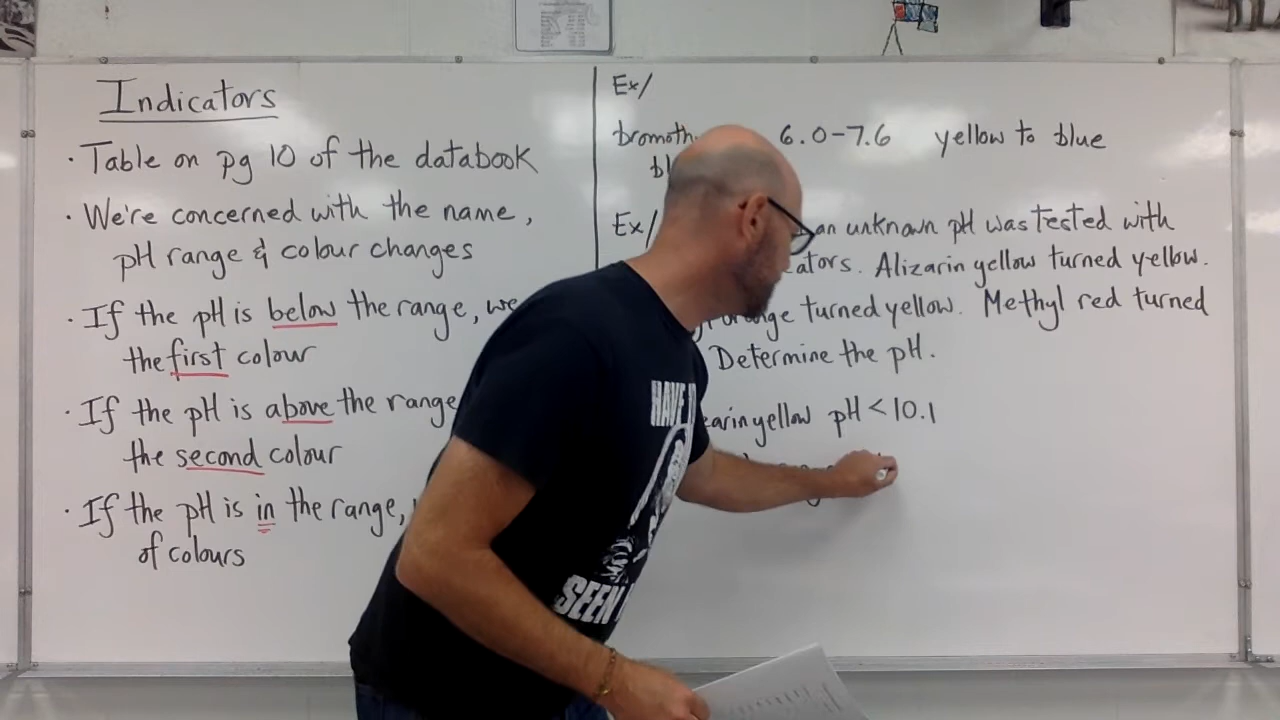 Indicators
· Table on pg 10 of the databook
· We're concerned with the name,
pH range & colour changes
· If the pH is below the range, we
the first colour
· If the pH is above the range
the second colour
· If the pH is in the range,
of colours
Ex/
6.0-7.6 yellow to blue
Ex/ an unknown pH was tested with
Alizarin yellow turned yellow.
turned yellow. Methyl red turned
Determine the pH.
yellow pH < 10.1
HAVE
SEEN